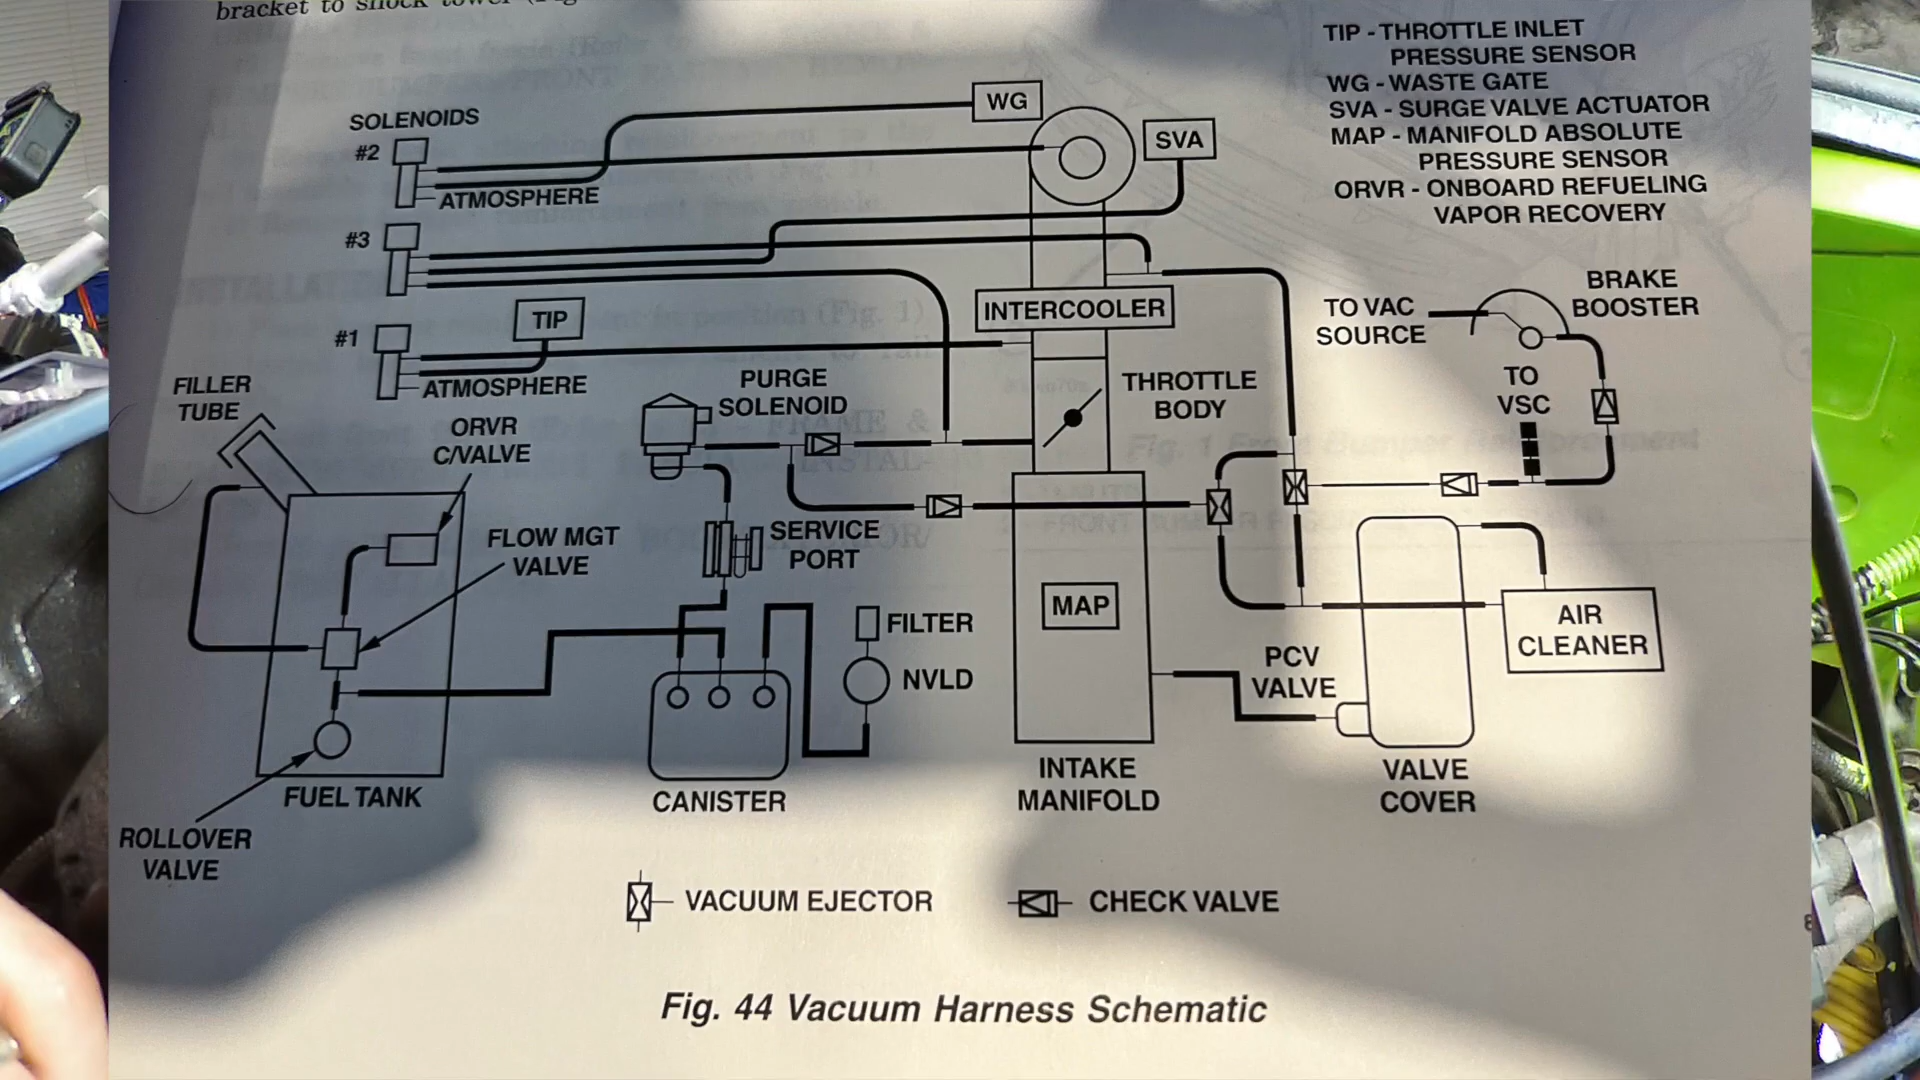 bracket to shock tower (Fig
TIP - THROTTLE INLET
PRESSURE SENSOR
WG - WASTE GATE
SVA - SURGE VALVE ACTUATOR
MAP - MANIFOLD ABSOLUTE
PRESSURE SENSOR
ORVR - ONBOARD REFUELING
VAPOR RECOVERY
SOLENOIDS
#2
WG
SVA
ATMOSPHERE
#3
INTERCOOLER
TO VAC
SOURCE
BRAKE
BOOSTER
#1
TIP
ATMOSPHERE
FILLER
TUBE
ORVR
C/VALVE
PURGE
SOLENOID
THROTTLE
BODY
TO
VSC
FLOW MGT
VALVE
SERVICE
PORT
FILTER
NVLD
MAP
PCV
VALVE
AIR
CLEANER
FUEL TANK
CANISTER
INTAKE
MANIFOLD
VALVE
COVER
ROLLOVER
VALVE
VACUUM EJECTOR
CHECK VALVE
Fig. 44 Vacuum Harness Schematic